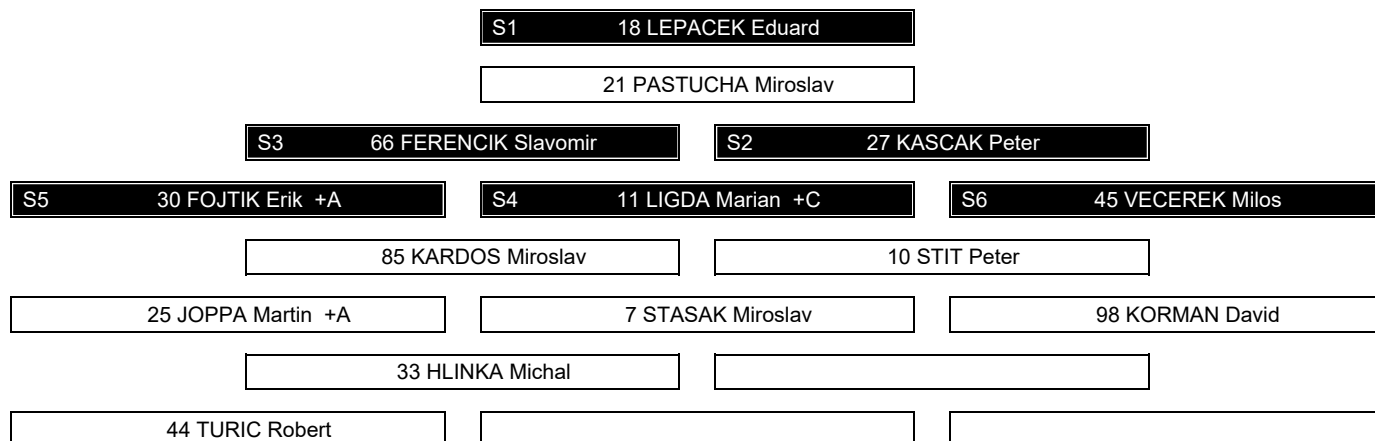 S1 18 LEPACEK Eduard
21 PASTUCHA Miroslav
S3 66 FERENCIK Slavomir S2 27 KASCAK Peter
S5 30 FOJTIK Erik +A S4 11 LIGDA Marian +C S6 45 VECEREK Milos
85 KARDOS Miroslav 10 STIT Peter
25 JOPPA Martin +A 7 STASAK Miroslav 98 KORMAN David
33 HLINKA Michal
44 TURIC Robert